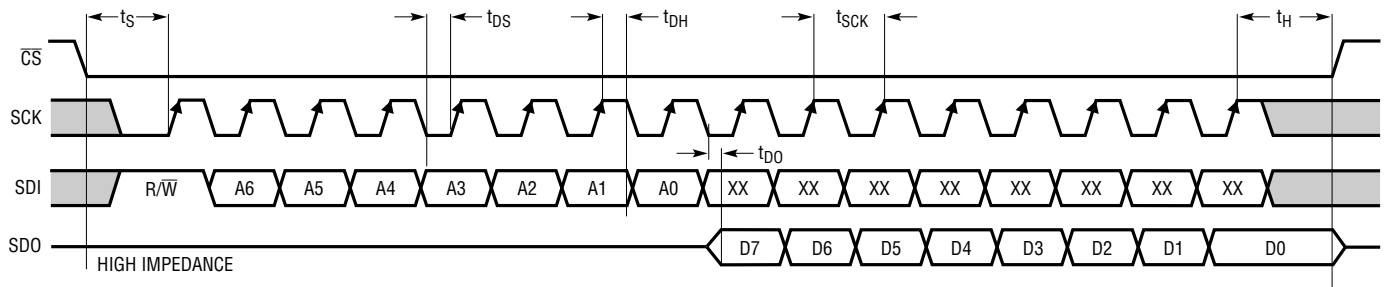 tS tDS tDH tSCK tH
CS
SCK
tDO
SDI R/W A6 A5 A4 A3 A2 A1 A0 XX XX XX XX XX XX XX XX
SDO D7 D6 D5 D4 D3 D2 D1 D0
HIGH IMPEDANCE